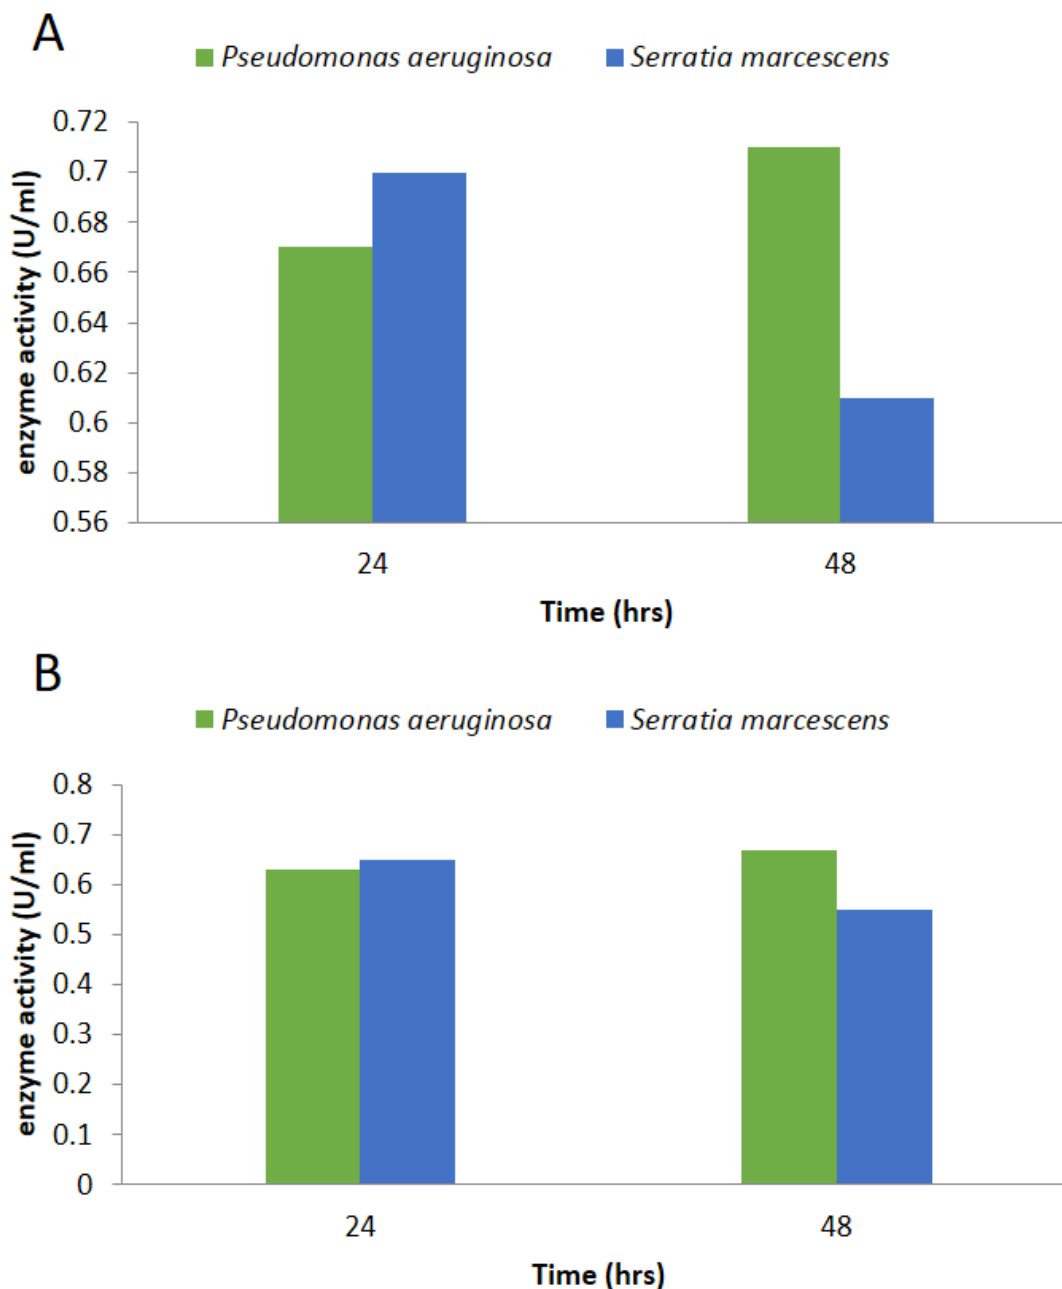 A
Pseudomonas aeruginosa Serratia marcescens
enzyme activity (U/ml)
0.72
0.7
0.68
0.66
0.64
0.62
0.6
0.58
0.56
24 48
Time (hrs)
B
Pseudomonas aeruginosa Serratia marcescens
enzyme activity (U/ml)
0.8
0.7
0.6
0.5
0.4
0.3
0.2
0.1
0
24 48
Time (hrs)